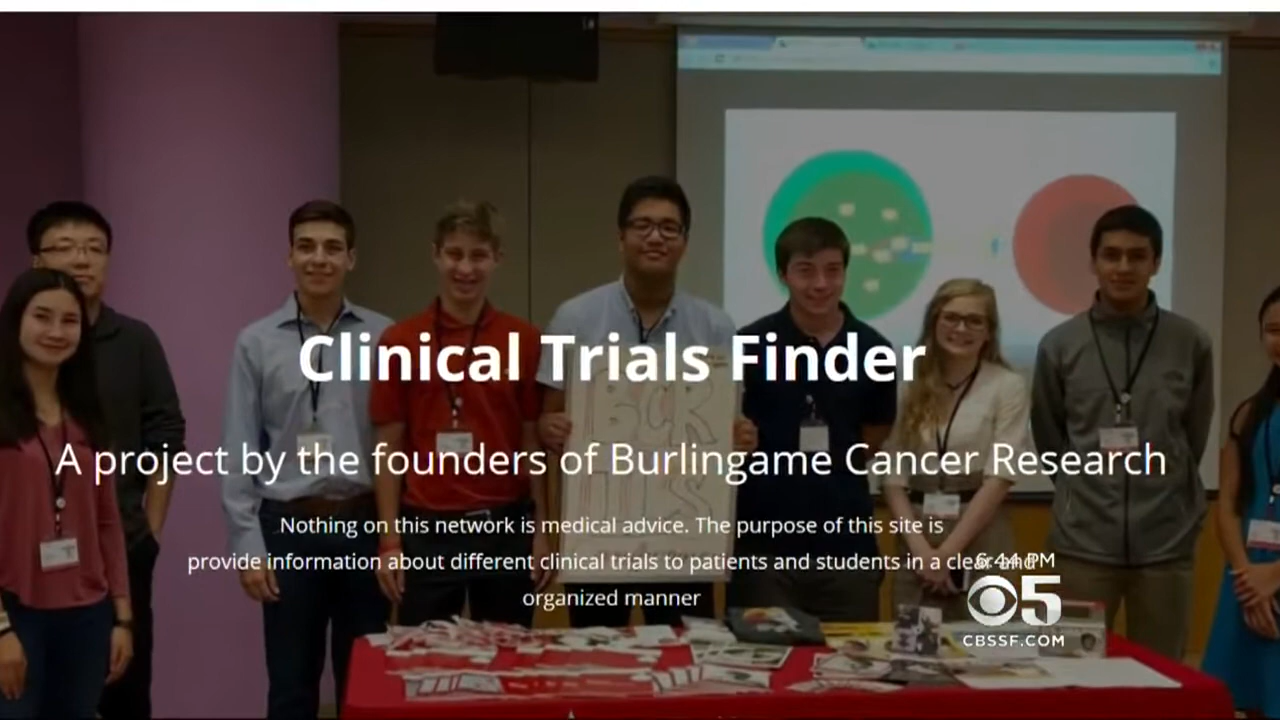 Clinical Trials Finder
A project by the founders of Burlingame Cancer Research
Nothing on this network is medical advice. The purpose of this site is
provide information about different clinical trials to patients and students in a clear and
organized manner
6:44 PM
5
CBSSF.COM
BCR